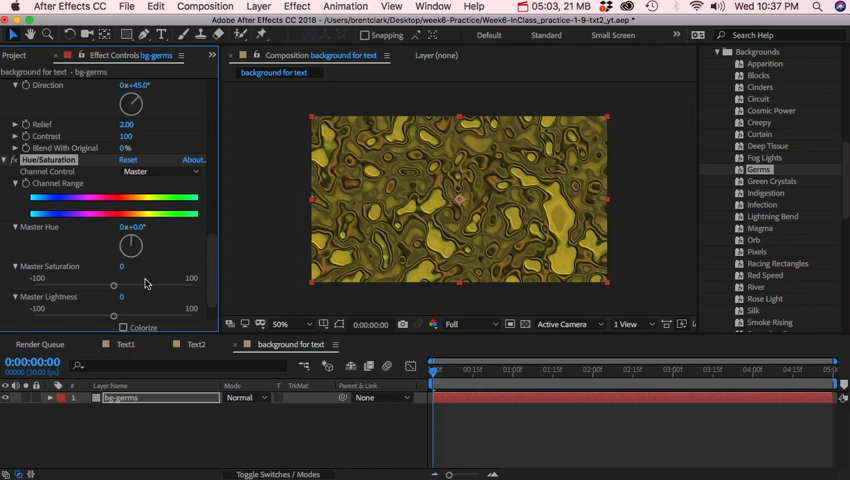 After Effects CC File Edit Composition Layer Effect Animation View Window Help 05:03, 21 MB Wed 10:37 PM
Adobe After Effects CC 2018 - /Users/brentclark/Desktop/week6-Practice/Week6-InClass_practice-1-9-txt2_yt.aep *
Snapping Default Standard Small Screen Search Help
Project Effect Controls bg-germs Composition background for text Layer (none)
background for text • bg-germs
background for text
Direction 0x+45.0°
Relief 2.00
Contrast 100
Blend With Original 0%
fx Hue/Saturation Reset About..
Channel Control Master
Channel Range
Master Hue 0x+0.0°
Master Saturation 0
-100 100
Master Lightness 0
-100 100
Colorize
Backgrounds
Apparition
Blocks
Cinders
Circuit
Cosmic Power
Creepy
Curtain
Deep Tissue
Fog Lights
Germs
Green Crystals
Indigestion
Infection
Lightning Bend
Magma
Orb
Pixels
Racing Rectangles
Red Speed
River
Rose Light
Silk
Smoke Rising
50% 0:00:00:00 Full Active Camera 1 View
Render Queue Text1 Text2 background for text
0:00:00:00
00000 (30.00 fps)
00:15f 01:00f 01:15f 02:00f 02:15f 03:00f 03:15f 04:00f 04:15f
# Layer Name Mode T TrkMat Parent & Link
1 bg-germs Normal None
Toggle Switches / Modes